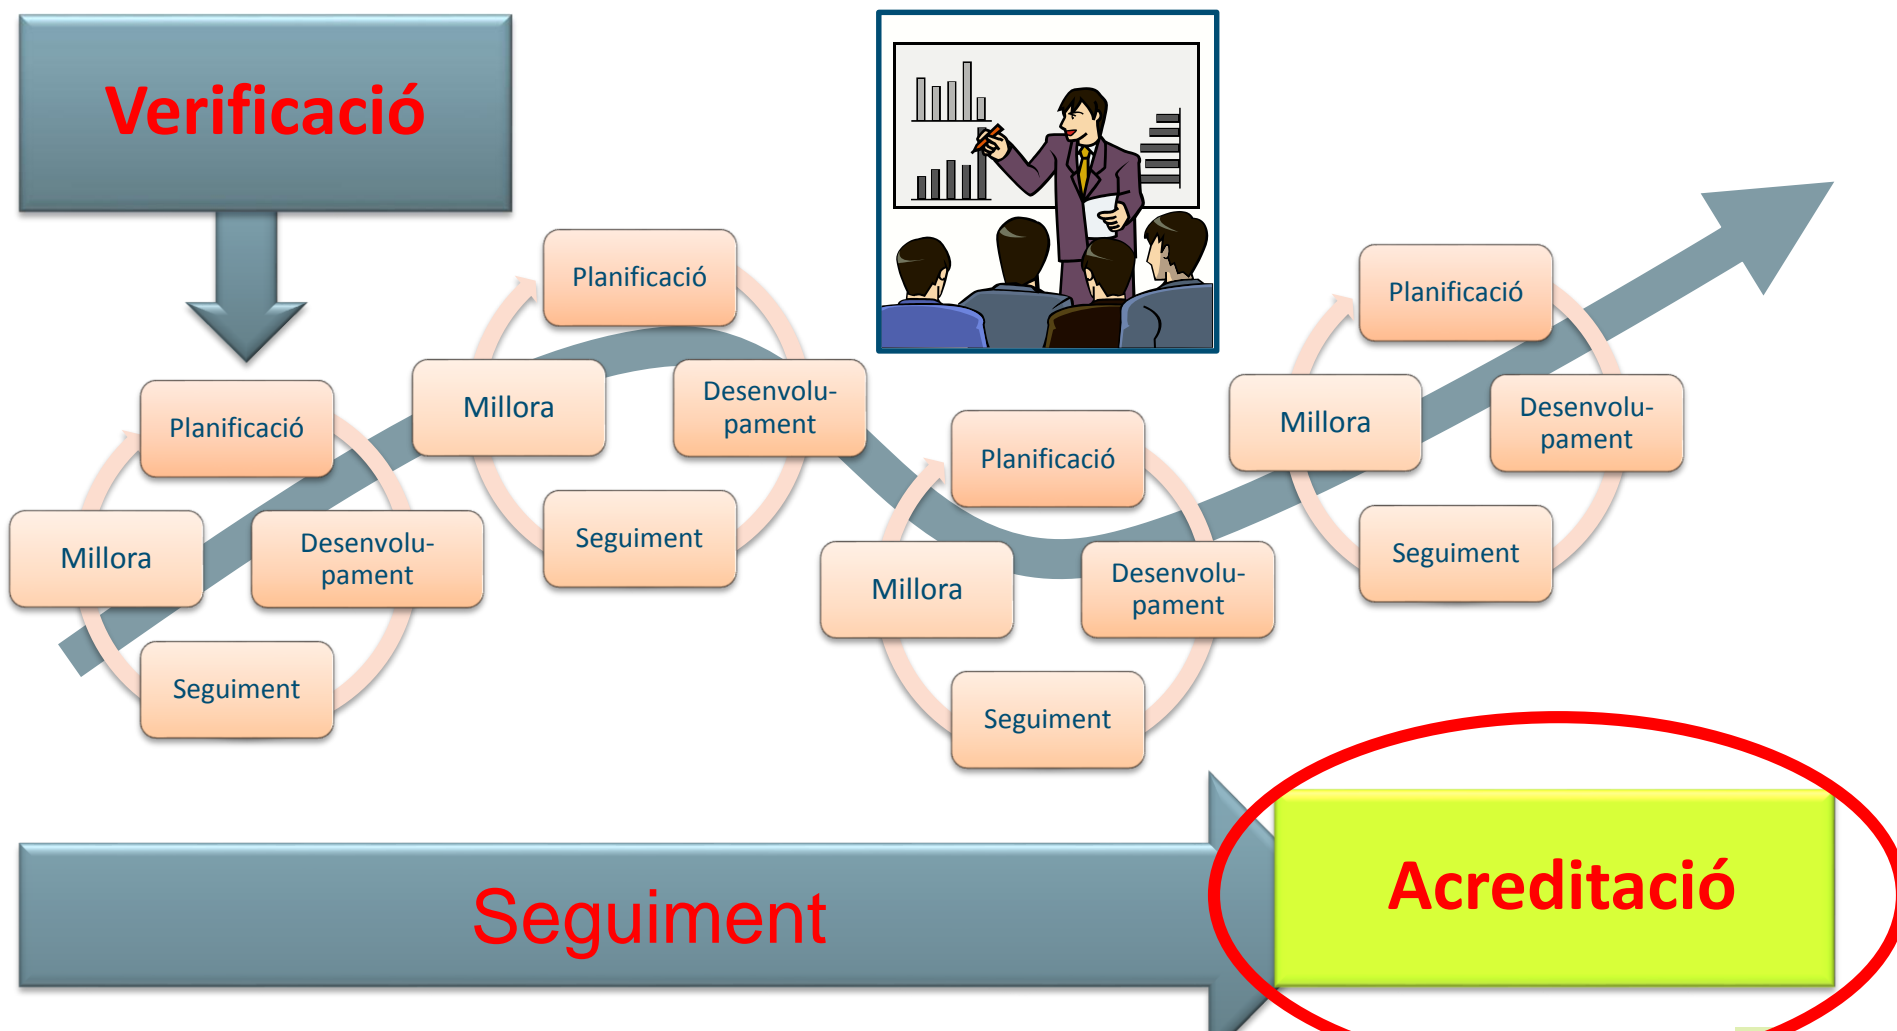 Verificació
Planificació
Desenvolu-
pament
Seguiment
Millora
Planificació
Desenvolu-
pament
Seguiment
Millora
Planificació
Desenvolu-
pament
Seguiment
Millora
Planificació
Desenvolu-
pament
Seguiment
Millora
Seguiment
Acreditació